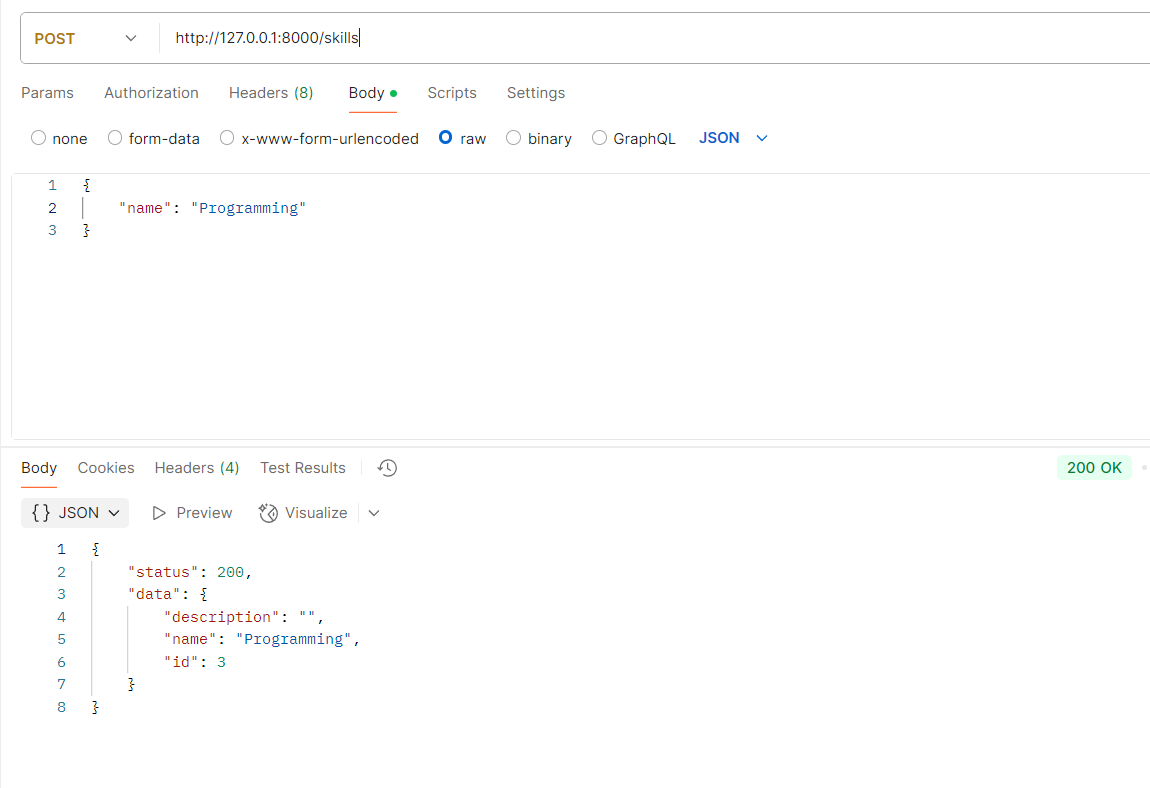 POST http://127.0.0.1:8000/skills
Params Authorization Headers (8) Body Scripts Settings
none form-data x-www-form-urlencoded raw binary GraphQL JSON
1 {
2 "name": "Programming"
3 }
Body Cookies Headers (4) Test Results 200 OK
{} JSON Preview Visualize
1 {
2 "status": 200,
3 "data": {
4 "description": "",
5 "name": "Programming",
6 "id": 3
7 }
8 }